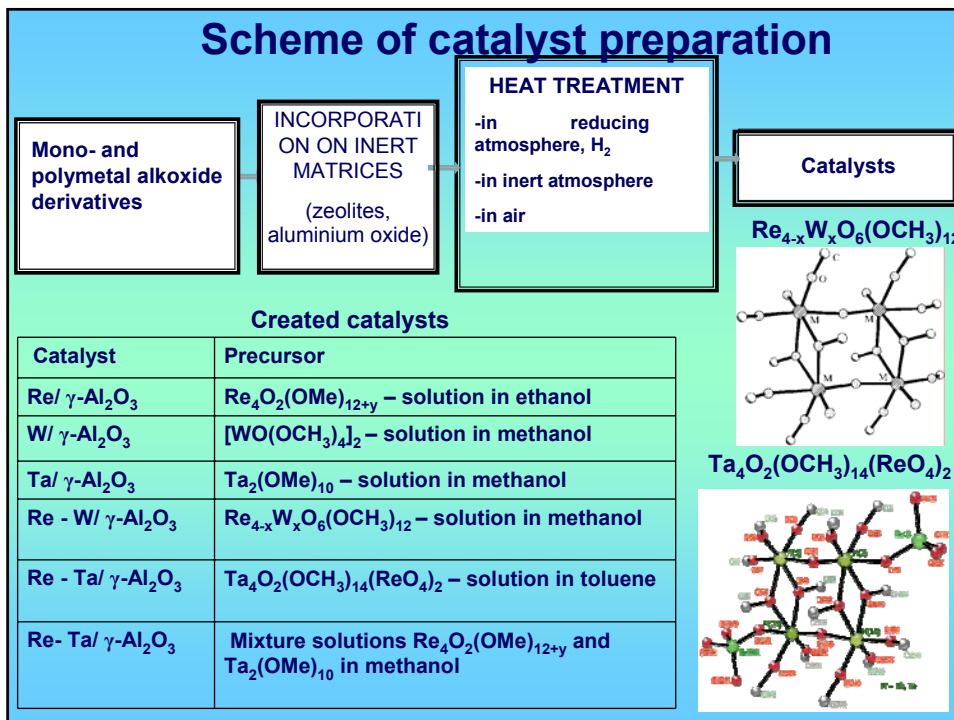 Scheme of catalyst preparation
Mono- and
polymetal alkoxide
derivatives
INCORPORATI
ON ON INERT
MATRICES
(zeolites,
aluminium oxide)
HEAT TREATMENT
-in reducing
atmosphere, H₂
-in inert atmosphere
-in air
Catalysts
Re₄₋ₓWₓO₆(OCH₃)₁₂
C
O
M
M
M
M
Created catalysts
Catalyst Precursor
Re/ γ-Al₂O₃ Re₄O₂(OMe)₁₂₊y – solution in ethanol
W/ γ-Al₂O₃ [WO(OCH₃)₄]₂ – solution in methanol
Ta/ γ-Al₂O₃ Ta₂(OMe)₁₀ – solution in methanol
Re - W/ γ-Al₂O₃ Re₄₋ₓWₓO₆(OCH₃)₁₂ – solution in methanol
Re - Ta/ γ-Al₂O₃ Ta₄O₂(OCH₃)₁₄(ReO₄)₂ – solution in toluene
Re- Ta/ γ-Al₂O₃ Mixture solutions Re₄O₂(OMe)₁₂₊y and
Ta₂(OMe)₁₀ in methanol
Ta₄O₂(OCH₃)₁₄(ReO₄)₂